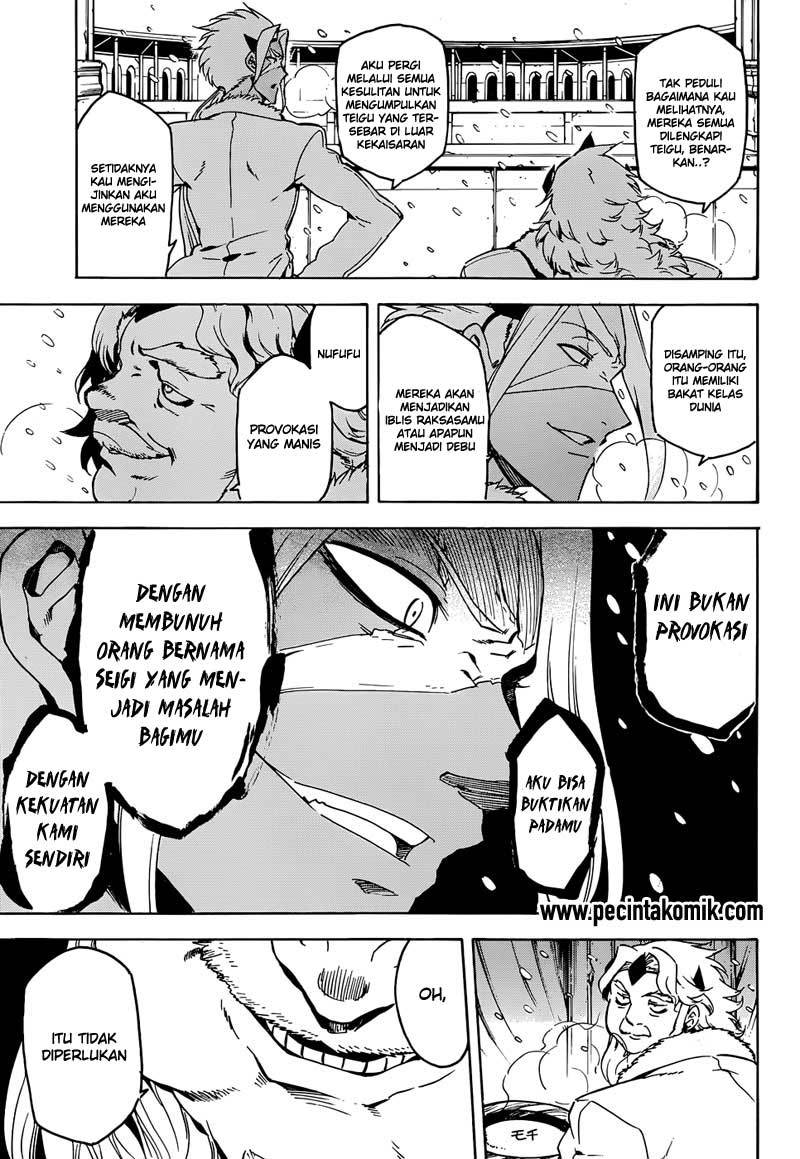 TAK PEDULI
BAGAIMANA KAU
MELIHATNYA,
MEREKA SEMUA
DILENGKAPI
TEIGU, BENAR-
KAN..?
AKU PERGI
MELALUI SEMUA
KESULITAN UNTUK
MENGUMPULKAN
TEIGU YANG TER-
SEBAR DI LUAR
KEKAISARAN
SETIDAKNYA
KAU MENGI-
JINKAN AKU
MENGGUNAKAN
MEREKA
DISAMPING ITU,
ORANG-ORANG
ITU MEMILIKI
BAKAT KELAS
DUNIA
MEREKA AKAN
MENJADIKAN
IBLIS RAKSASAMU
ATAU APAPUN
MENJADI DEBU
NUFUFU
PROVOKASI
YANG MANIS
INI BUKAN
PROVOKASI
AKU BISA
BUKTIKAN
PADAMU
DENGAN
MEMBUNUH
ORANG BERNAMA
SEIGI YANG MEN-
JADI MASALAH
BAGIMU
DENGAN
KEKUATAN
KAMI
SENDIRI
www.pecintakomik.com
モチ
OH,
ITU TIDAK
DIPERLUKAN